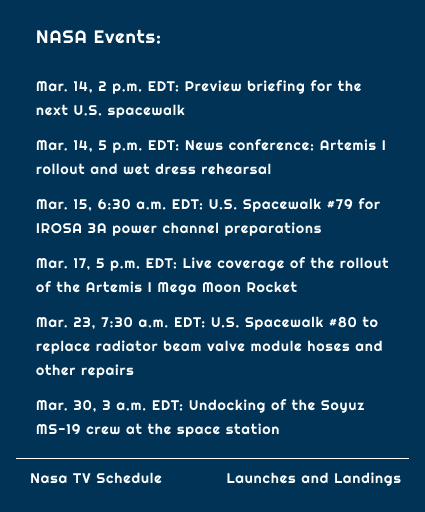 NASA Events:
Mar. 14, 2 p.m. EDT: Preview briefing for the
next U.S. spacewalk
Mar. 14, 5 p.m. EDT: News conference: Artemis I
rollout and wet dress rehearsal
Mar. 15, 6:30 a.m. EDT: U.S. Spacewalk #79 for
IROSA 3A power channel preparations
Mar. 17, 5 p.m. EDT: Live coverage of the rollout
of the Artemis I Mega Moon Rocket
Mar. 23, 7:30 a.m. EDT: U.S. Spacewalk #80 to
replace radiator beam valve module hoses and
other repairs
Mar. 30, 3 a.m. EDT: Undocking of the Soyuz
MS-19 crew at the space station
Nasa TV Schedule Launches and Landings